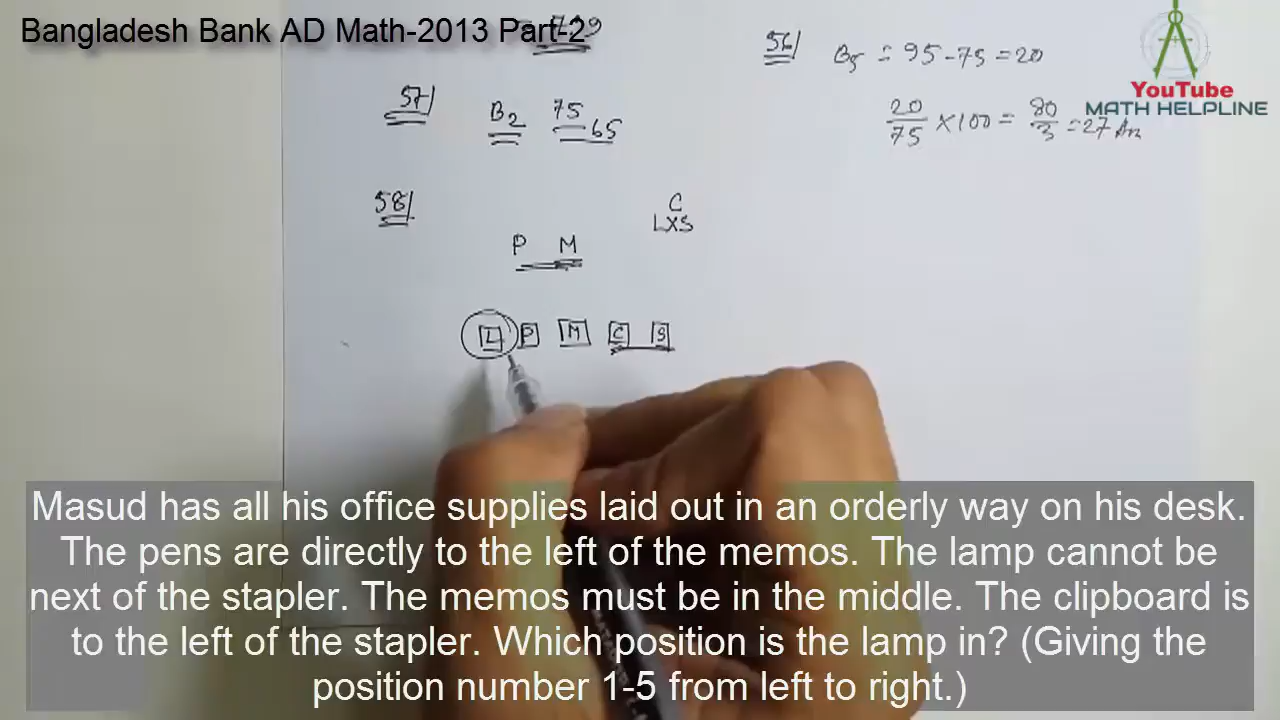 Bangladesh Bank AD Math-2013 Part-2
56/ B5 = 95-75 = 20
20/75 × 100 = 80/3 = 27 An
YouTube
MATH HELPLINE
57/ B2 75 65
58/
C
L×S
P M
L P M C S
Masud has all his office supplies laid out in an orderly way on his desk.
The pens are directly to the left of the memos. The lamp cannot be
next of the stapler. The memos must be in the middle. The clipboard is
to the left of the stapler. Which position is the lamp in? (Giving the
position number 1-5 from left to right.)